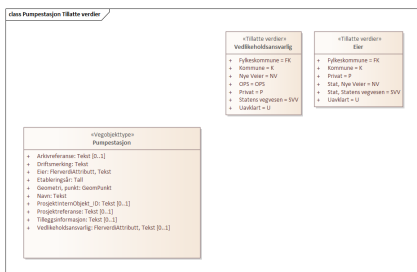 class Pumpestasjon Tillatte verdier
«Tillatte verdier»
Vedlikeholdsansvarlig
+ Fylkeskommune = FK
+ Kommune = K
+ Nye Veier = NV
+ OPS = OPS
+ Privat = P
+ Statens vegvesen = SVV
+ Uavklart = U
«Tillatte verdier»
Eier
+ Fylkeskommune = FK
+ Kommune = K
+ Privat = P
+ Stat, Nye Veier = NV
+ Stat, Statens vegvesen = SVV
+ Uavklart = U
«Vegobjekttype»
Pumpestasjon
+ Arkivreferanse: Tekst [0..1]
+ Driftsmerking: Tekst
+ Eier: FlerverdiAttributt, Tekst
+ Etableringsår: Tall
+ Geometri, punkt: GeomPunkt
+ Navn: Tekst
+ ProsjektInternObjekt_ID: Tekst [0..1]
+ Prosjektreferanse: Tekst [0..1]
+ Tilleggsinformasjon: Tekst [0..1]
+ Vedlikeholdsansvarlig: FlerverdiAttributt, Tekst [0..1]